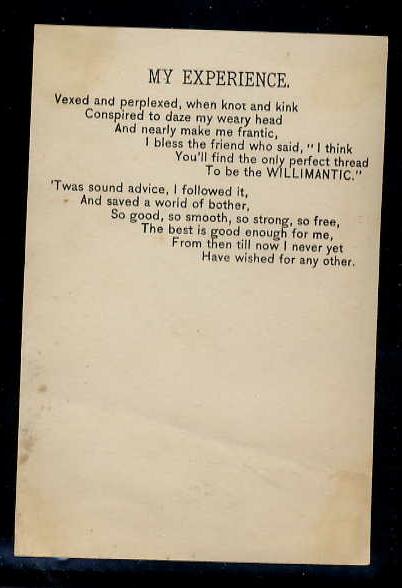 MY EXPERIENCE.
Vexed and perplexed, when knot and kink
Conspired to daze my weary head
And nearly make me frantic,
I bless the friend who said, "I think
You'll find the only perfect thread
To be the WILLIMANTIC."
'Twas sound advice, I followed it,
And saved a world of bother,
So good, so smooth, so strong, so free,
The best is good enough for me,
From then till now I never yet
Have wished for any other.